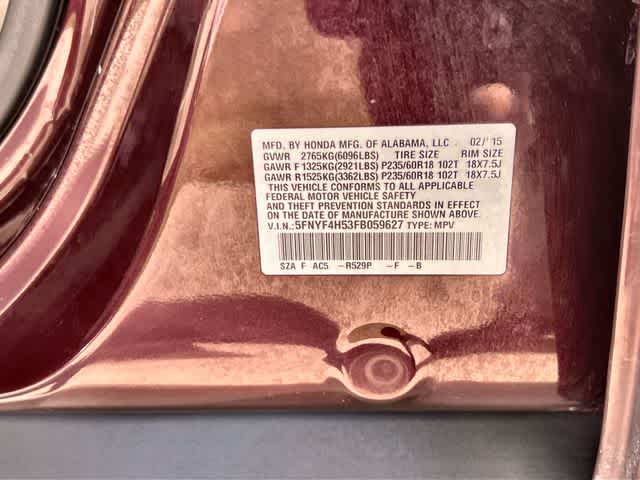 MFD. BY HONDA MFG. OF ALABAMA, LLC 02/'15
GVWR 2765KG(6096LBS) TIRE SIZE RIM SIZE
GAWR F 1325KG(2921LBS) P235/60R18 102T 18X7.5J
GAWR R1525KG(3362LBS) P235/60R18 102T 18X7.5J
THIS VEHICLE CONFORMS TO ALL APPLICABLE
FEDERAL MOTOR VEHICLE SAFETY
AND THEFT PREVENTION STANDARDS IN EFFECT
ON THE DATE OF MANUFACTURE SHOWN ABOVE.
V.I.N.:5FNYF4H53FB059627 TYPE: MPV
SZA F AC5 -R529P -F -B